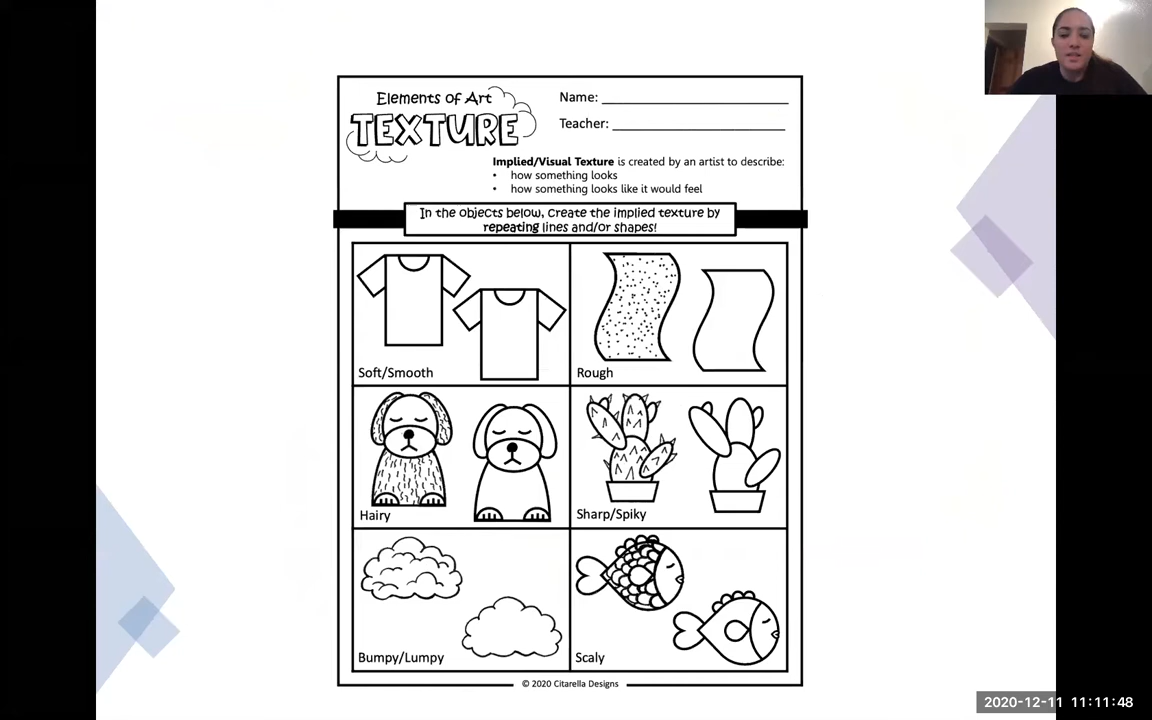 Elements of Art
TEXTURE
Name:
Teacher:
Implied/Visual Texture is created by an artist to describe:
• how something looks
• how something looks like it would feel
In the objects below, create the implied texture by
repeating lines and/or shapes!
Soft/Smooth
Rough
Hairy
Sharp/Spiky
Bumpy/Lumpy
Scaly
© 2020 Citarella Designs
2020-12-11 11:11:48